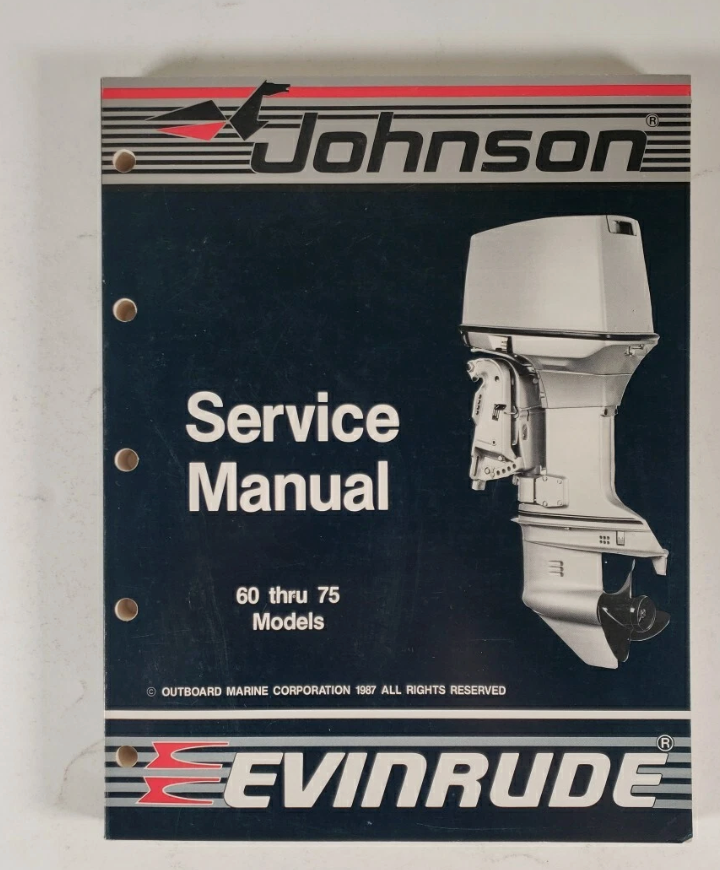 Johnson®
Service
Manual
60 thru 75
Models
© OUTBOARD MARINE CORPORATION 1987 ALL RIGHTS RESERVED
EVINRUDE®